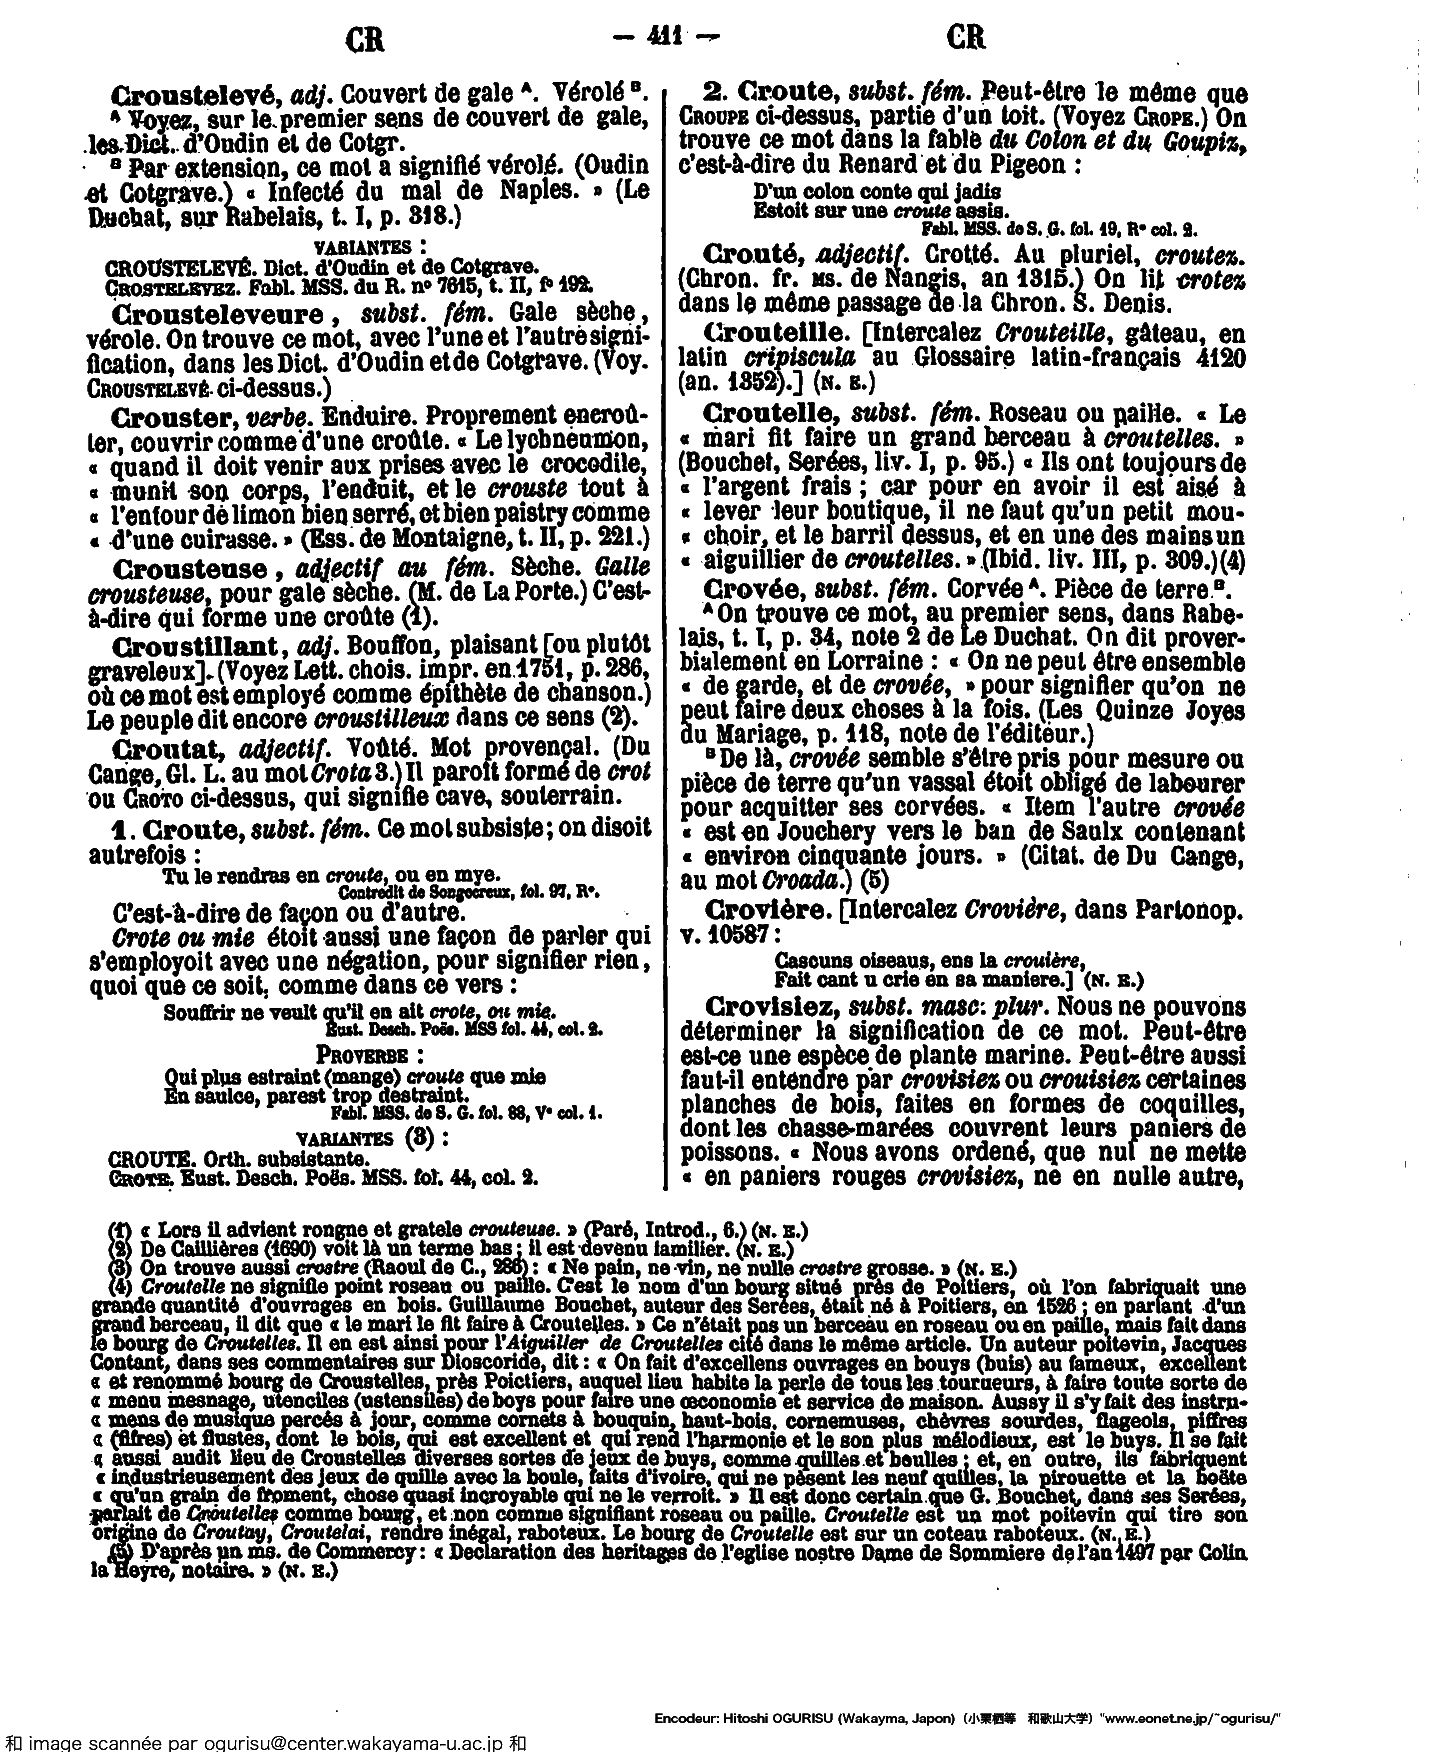 CR — 411 — CR
Croustelevé, adj. Couvert de gale A. Vérolé B.
A Voyez, sur le premier sens de couvert de gale,
les Dict. d'Oudin et de Cotgr.
B Par extension, ce mot a signifié vérolé. (Oudin
et Cotgrave.) « Infecté du mal de Naples. » (Le
Duchat, sur Rabelais, t. I, p. 318.)
VARIANTES :
CROUSTELEVÉ. Dict. d'Oudin et de Cotgrave.
CROSTELEVEZ. Fabl. MSS. du R. nº 7615, t. II, fº 192.
Crousteleveure, subst. fém. Gale sèche,
vérole. On trouve ce mot, avec l'une et l'autre signi-
fication, dans les Dict. d'Oudin et de Cotgrave. (Voy.
CROUSTELEVÉ ci-dessus.)
Crouster, verbe. Enduire. Proprement encroû-
ter, couvrir comme d'une croûte. « Le lychneumon,
« quand il doit venir aux prises avec le crocodile,
« munit son corps, l'enduit, et le crouste tout à
« l'entour de limon bien serré, et bien paistry comme
« d'une cuirasse. » (Ess. de Montaigne, t. II, p. 221.)
Crousteuse, adjectif au fém. Sèche. Galle
crousteuse, pour gale sèche. (M. de La Porte.) C'est-
à-dire qui forme une croûte (1).
Croustillant, adj. Bouffon, plaisant [ou plutôt
graveleux]. (Voyez Lett. chois. impr. en 1751, p. 286,
où ce mot est employé comme épithète de chanson.)
Le peuple dit encore croustilleux dans ce sens (2).
Croutat, adjectif. Voûté. Mot provençal. (Du
Cange, Gl. L. au mot Crota 3.) Il paroit formé de crot
ou CROTO ci-dessus, qui signifie cave, souterrain.
1. Croute, subst. fém. Ce mot subsiste; on disoit
autrefois :
Tu le rendras en croute, ou en mye.
Contredit de Songecreux, fol. 97, Rº.
C'est-à-dire de façon ou d'autre.
Crote ou mie étoit aussi une façon de parler qui
s'employoit avec une négation, pour signifier rien,
quoi que ce soit, comme dans ce vers :
Souffrir ne veult qu'il en ait crote, ou mie.
Eust. Desch. Poës. MSS fol. 44, col. 2.
PROVERBE :
Qui plus estraint (mange) croute que mie
En saulce, parest trop destraint.
Fabl. MSS. de S. G. fol. 88, Vº col. 1.
VARIANTES (3) :
CROUTE. Orth. subsistante.
CROTE. Eust. Desch. Poës. MSS. fol. 44, col. 2.
2. Croute, subst. fém. Peut-être le même que
CROUPE ci-dessus, partie d'un toit. (Voyez CROPE.) On
trouve ce mot dans la fable du Colon et du Goupiz,
c'est-à-dire du Renard et du Pigeon :
D'un colon conte qui jadis
Estoit sur une croute assis.
Fabl. MSS. de S. G. fol. 19, Rº col. 2.
Crouté, adjectif. Crotté. Au pluriel, croutez.
(Chron. fr. MS. de Nangis, an 1315.) On lit crotez
dans le même passage de la Chron. S. Denis.
Crouteille. [Intercalez Crouteille, gâteau, en
latin cripiscula au Glossaire latin-français 4120
(an. 1352).] (N. E.)
Croutelle, subst. fém. Roseau ou paille. « Le
« mari fit faire un grand berceau à croutelles. »
(Bouchet, Serées, liv. I, p. 95.) « Ils ont toujours de
« l'argent frais ; car pour en avoir il est aisé à
« lever leur boutique, il ne faut qu'un petit mou-
« choir, et le barril dessus, et en une des mains un
« aiguillier de croutelles. » (Ibid. liv. III, p. 309.) (4)
Crovée, subst. fém. Corvée A. Pièce de terre B.
A On trouve ce mot, au premier sens, dans Rabe-
lais, t. I, p. 34, note 2 de Le Duchat. On dit prover-
bialement en Lorraine : « On ne peut être ensemble
« de garde, et de crovée, » pour signifier qu'on ne
peut faire deux choses à la fois. (Les Quinze Joyes
du Mariage, p. 118, note de l'éditeur.)
B De là, crovée semble s'être pris pour mesure ou
pièce de terre qu'un vassal étoit obligé de labourer
pour acquitter ses corvées. « Item l'autre crovée
« est en Jouchery vers le ban de Saulx contenant
« environ cinquante jours. » (Citat. de Du Cange,
au mot Croada.) (5)
Crovière. [Intercalez Crovière, dans Partonop.
v. 10587 :
Cascuns oiseaus, ens la crouière,
Fait cant u crie en sa maniere.] (N. E.)
Crovisiez, subst. masc. plur. Nous ne pouvons
déterminer la signification de ce mot. Peut-être
est-ce une espèce de plante marine. Peut-être aussi
faut-il entendre par crovisiez ou crouisiez certaines
planches de bois, faites en formes de coquilles,
dont les chasse-marées couvrent leurs paniers de
poissons. « Nous avons ordené, que nul ne mette
« en paniers rouges crovisiez, ne en nulle autre,
(1) « Lors il advient rongne et gratele crouteuse. » (Paré, Introd., 6.) (N. E.)
(2) De Caillières (1690) voit là un terme bas ; il est devenu familier. (N. E.)
(3) On trouve aussi crostre (Raoul de C., 286) : « Ne pain, ne vin, ne nulle crostre grosse. » (N. E.)
(4) Croutelle ne signifie point roseau ou paille. C'est le nom d'un bourg situé près de Poitiers, où l'on fabriquait une
grande quantité d'ouvrages en bois. Guillaume Bouchet, auteur des Serées, était né à Poitiers, en 1526 ; en parlant d'un
grand berceau, il dit que « le mari le fit faire à Croutelles. » Ce n'était pas un berceau en roseau ou en paille, mais fait dans
le bourg de Croutelles. Il en est ainsi pour l'Aiguiller de Croutelles cité dans le même article. Un auteur poitevin, Jacques
Contant, dans ses commentaires sur Dioscoride, dit : « On fait d'excellens ouvrages en bouys (buis) au fameux, excellent
« et renommé bourg de Croustelles, près Poictiers, auquel lieu habite la perle de tous les tourneurs, à faire toute sorte de
« menu mesnage, utenciles (ustensiles) de boys pour faire une œconomie et service de maison. Aussy il s'y fait des instru-
« mens de musique percés à jour, comme cornets à bouquin, haut-bois, cornemuses, chèvres sourdes, flageols, piffres
« (fifres) et flustes, dont le bois, qui est excellent et qui rend l'harmonie et le son plus mélodieux, est le buys. Il se fait
« aussi audit lieu de Croustelles diverses sortes de jeux de buys, comme quilles et boulles ; et, en outre, ils fabriquent
« industrieusement des jeux de quille avec la boule, faits d'ivoire, qui ne pèsent les neuf quilles, la pirouette et la boëte
« qu'un grain de froment, chose quasi incroyable qui ne le verroit. » Il est donc certain que G. Bouchet, dans ses Serées,
parlait de Croutelles comme bourg, et non comme signifiant roseau ou paille. Croutelle est un mot poitevin qui tire son
origine de Croutay, Croutelai, rendre inégal, raboteux. Le bourg de Croutelle est sur un coteau raboteux. (N. E.)
(5) D'après un ms. de Commercy : « Declaration des heritages de l'eglise nostre Dame de Sommiere de l'an 1497 par Colin
la Heyre, notaire. » (N. E.)
Encodeur: Hitoshi OGURISU (Wakayma, Japon) (小栗栖等 和歌山大学) "www.eonet.ne.jp/~ogurisu/"
和 image scannée par ogurisu@center.wakayama-u.ac.jp 和